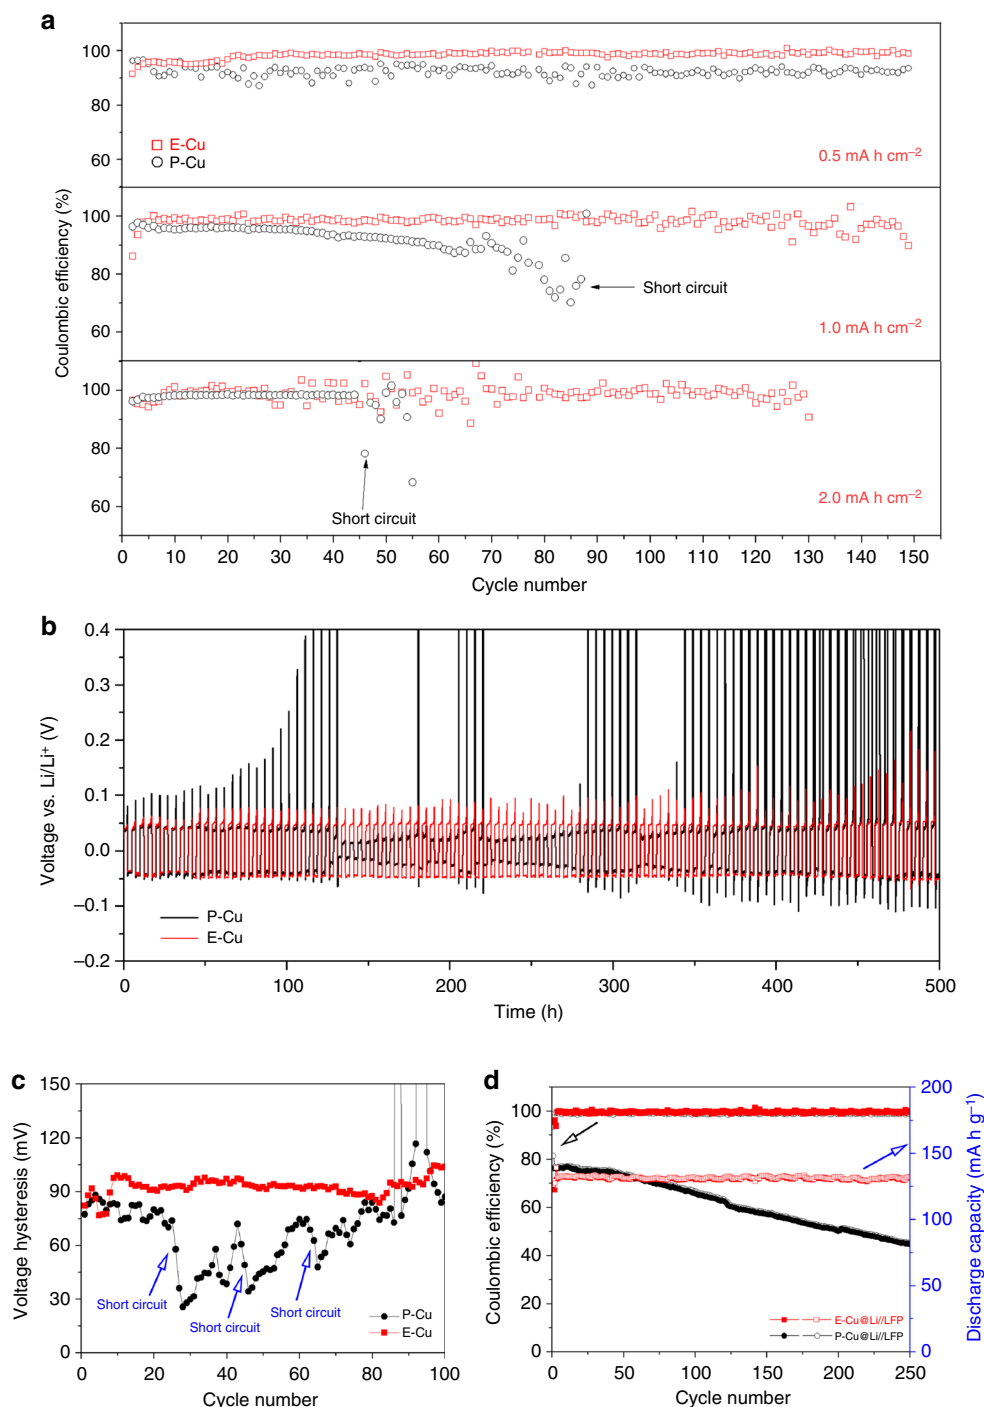 a
100
80
60
E-Cu
P-Cu
0.5 mA h cm⁻²
100
80
60
Short circuit
1.0 mA h cm⁻²
100
80
60
Short circuit
2.0 mA h cm⁻²
Coulombic efficiency (%)
0 10 20 30 40 50 60 70 80 90 100 110 120 130 140 150
Cycle number
b
0.4
0.3
0.2
0.1
0.0
−0.1
−0.2
Voltage vs. Li/Li⁺ (V)
P-Cu
E-Cu
0 100 200 300 400 500
Time (h)
c
150
120
90
60
30
0
Voltage hysteresis (mV)
Short circuit
Short circuit
Short circuit
P-Cu
E-Cu
0 20 40 60 80 100
Cycle number
d
100
80
60
40
20
0
Coulombic efficiency (%)
200
150
100
50
0
Discharge capacity (mA h g⁻¹)
E-Cu@Li//LFP
P-Cu@Li//LFP
0 50 100 150 200 250
Cycle number